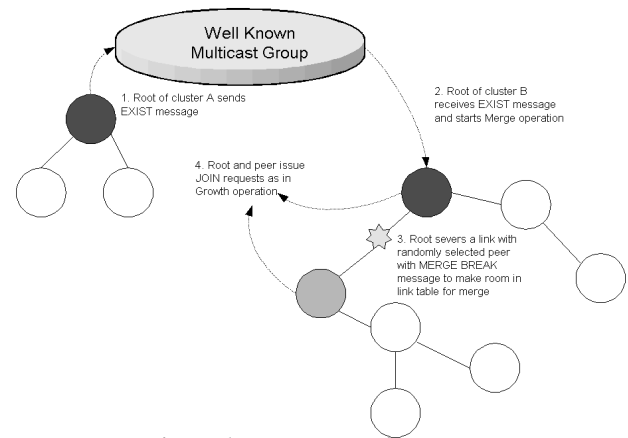 Well Known
Multicast Group
1. Root of cluster A sends
EXIST message
2. Root of cluster B
receives EXIST message
and starts Merge operation
4. Root and peer issue
JOIN requests as in
Growth operation
3. Root severs a link with
randomly selected peer
with MERGE BREAK
message to make room in
link table for merge